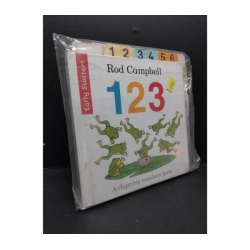 1 2 3 4 5 6
Early Starters
Rod Campbell
123
A rhyming numbers book